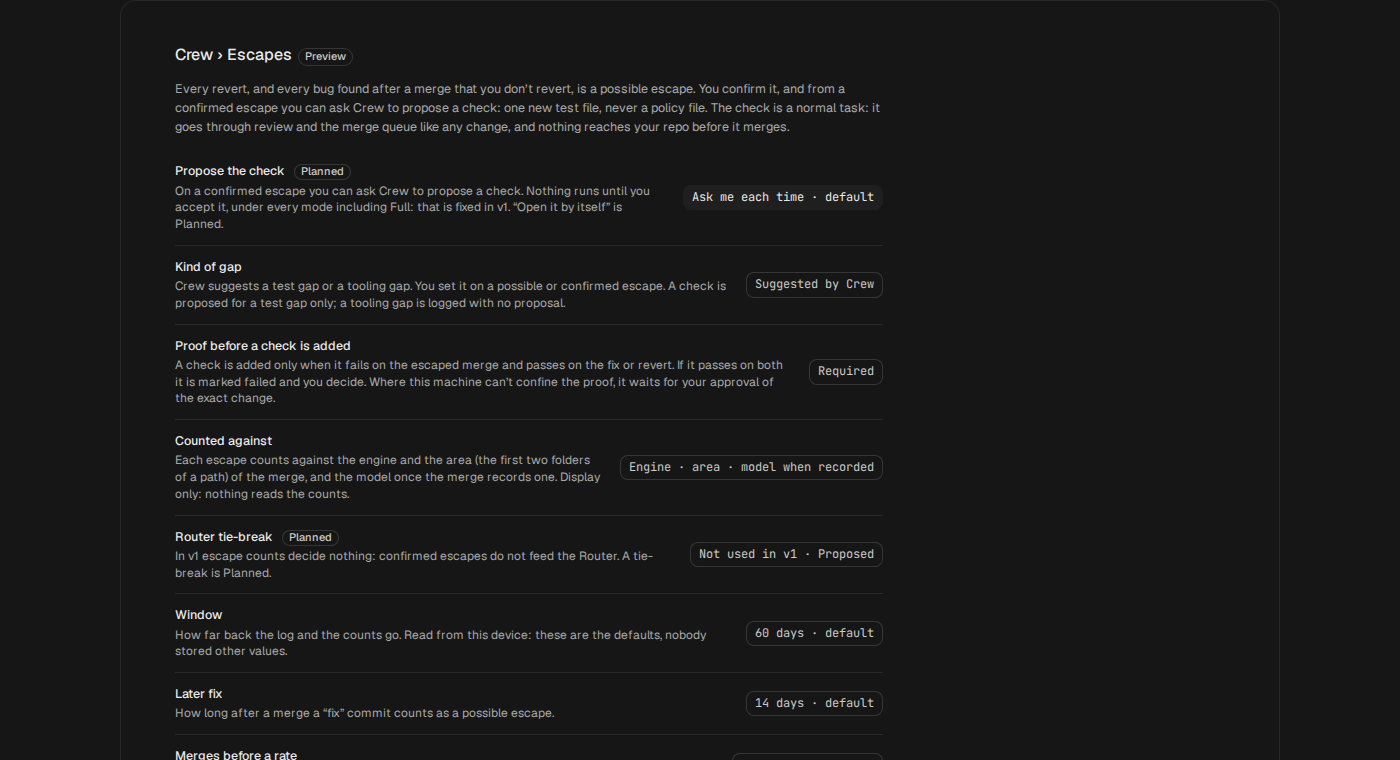 Crew › Escapes Preview
Every revert, and every bug found after a merge that you don't revert, is a possible escape. You confirm it, and from a
confirmed escape you can ask Crew to propose a check: one new test file, never a policy file. The check is a normal task: it
goes through review and the merge queue like any change, and nothing reaches your repo before it merges.
Propose the check Planned
On a confirmed escape you can ask Crew to propose a check. Nothing runs until you
accept it, under every mode including Full: that is fixed in v1. “Open it by itself” is
Planned.
Ask me each time · default
Kind of gap
Crew suggests a test gap or a tooling gap. You set it on a possible or confirmed escape. A check is
proposed for a test gap only; a tooling gap is logged with no proposal.
Suggested by Crew
Proof before a check is added
A check is added only when it fails on the escaped merge and passes on the fix or revert. If it passes on both
it is marked failed and you decide. Where this machine can't confine the proof, it waits for your approval of
the exact change.
Required
Counted against
Each escape counts against the engine and the area (the first two folders
of a path) of the merge, and the model once the merge records one. Display
only: nothing reads the counts.
Engine · area · model when recorded
Router tie-break Planned
In v1 escape counts decide nothing: confirmed escapes do not feed the Router. A tie-
break is Planned.
Not used in v1 · Proposed
Window
How far back the log and the counts go. Read from this device: these are the defaults, nobody
stored other values.
60 days · default
Later fix
How long after a merge a “fix” commit counts as a possible escape.
14 days · default
Merges before a rate